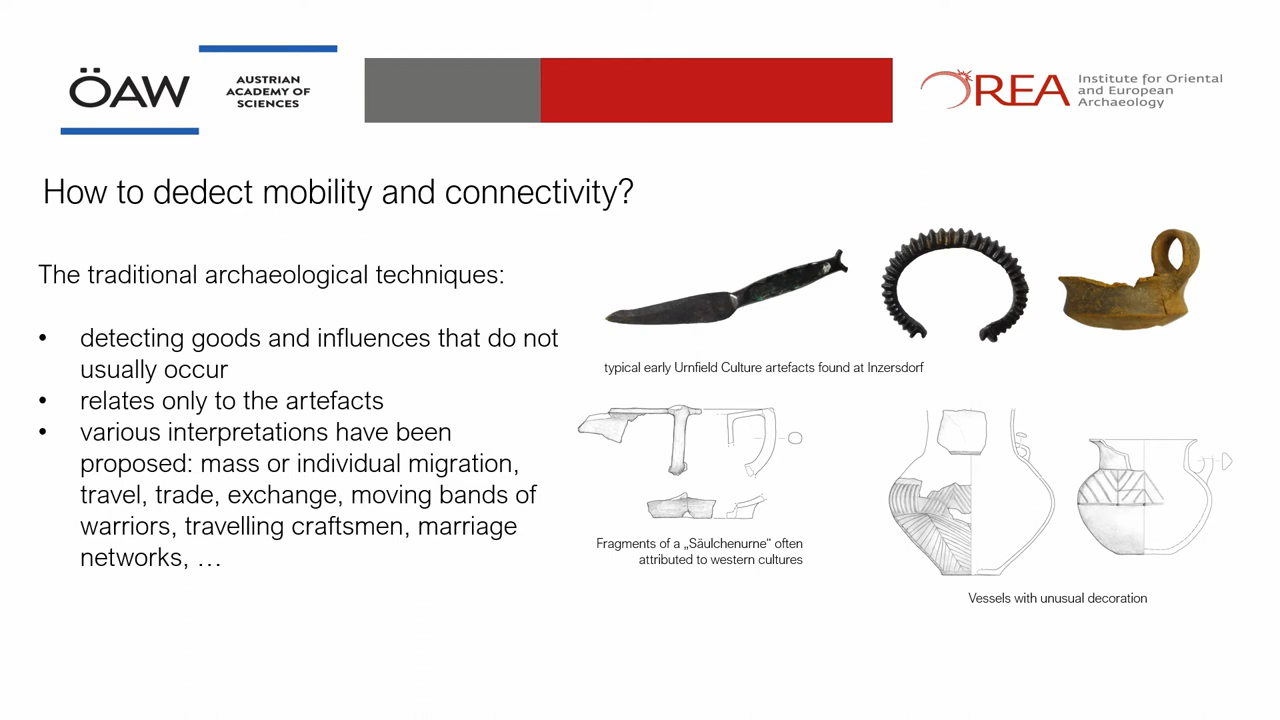 ÖAW
AUSTRIAN
ACADEMY OF
SCIENCES
OREA
Institute for Oriental
and European
Archaeology
How to dedect mobility and connectivity?
The traditional archaeological techniques:
• detecting goods and influences that do not
usually occur
• relates only to the artefacts
• various interpretations have been
proposed: mass or individual migration,
travel, trade, exchange, moving bands of
warriors, travelling craftsmen, marriage
networks, …
typical early Urnfield Culture artefacts found at Inzersdorf
Fragments of a „Säulchenurne“ often
attributed to western cultures
Vessels with unusual decoration